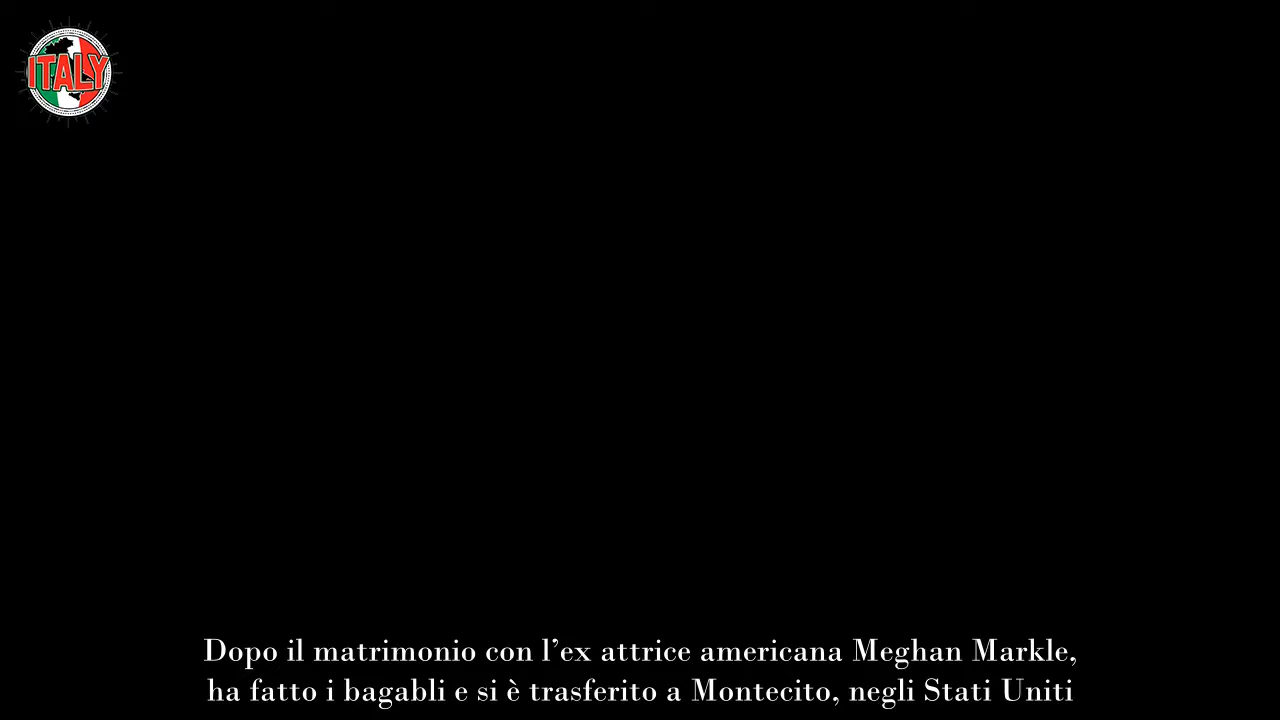 ITALY
Dopo il matrimonio con l’ex attrice americana Meghan Markle,
ha fatto i bagabli e si è trasferito a Montecito, negli Stati Uniti